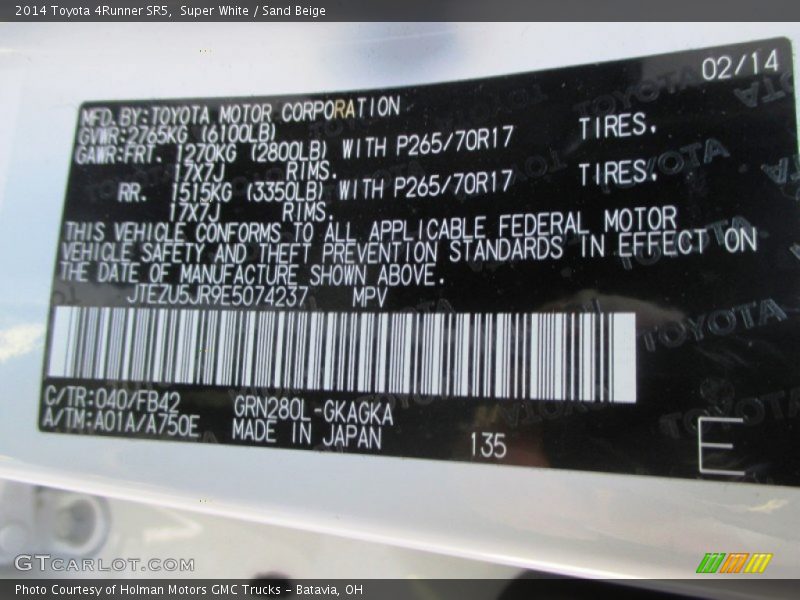 2014 Toyota 4Runner SR5, Super White / Sand Beige
02/14
MFD.BY:TOYOTA MOTOR CORPORATION
GVWR:2765KG (6100LB)
GAWR:FRT. 1270KG (2800LB) WITH P265/70R17 TIRES,
17X7J RIMS.
RR. 1515KG (3350LB) WITH P265/70R17 TIRES,
17X7J RIMS.
THIS VEHICLE CONFORMS TO ALL APPLICABLE FEDERAL MOTOR
VEHICLE SAFETY AND THEFT PREVENTION STANDARDS IN EFFECT ON
THE DATE OF MANUFACTURE SHOWN ABOVE.
JTEZU5JR9E5074237 MPV
C/TR:040/FB42 GRN280L-GKAGKA
A/TM:A01A/A750E MADE IN JAPAN 135 E
TOYOTA
GTCARLOT.COM
Photo Courtesy of Holman Motors GMC Trucks - Batavia, OH